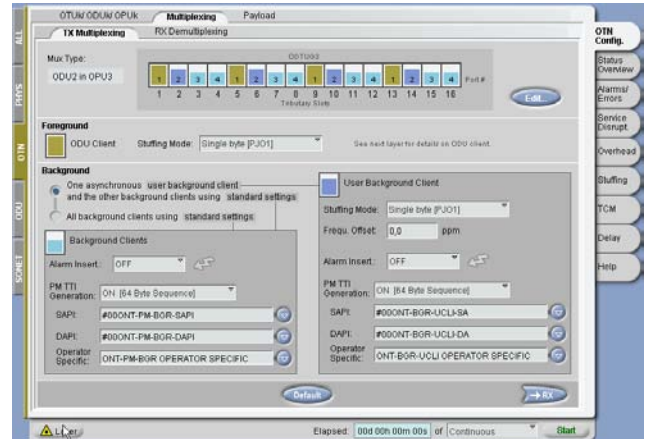 OTUk/ ODUk/ OPUk Multiplexing Payload
TX Multiplexing RX Demultiplexing
ALL
PHYS
OTN
ODU
SONET
Mux Type:
ODU2 in OPU3
ODTUG3
1 2 3 4 1 2 3 4 1 2 3 4 1 2 3 4 Port #
1 2 3 4 5 6 7 8 9 10 11 12 13 14 15 16
Tributary Slots
Edit...
Foreground
ODU Client Stuffing Mode: Single byte [PJO1] See next layer for details on ODU client.
Background
One asynchronous user background client
and the other background clients using standard settings
All background clients using standard settings
Background Clients
Alarm Insert.: OFF
PM TTI
Generation: ON [64 Byte Sequence]
SAPI: #000NT-PM-BGR-SAPI
DAPI: #000NT-PM-BGR-DAPI
Operator
Specific: ONT-PM-BGR OPERATOR SPECIFIC
User Background Client
Stuffing Mode: Single byte [PJO1]
Frequ. Offset: 0,0 ppm
Alarm Insert.: OFF
PM TTI
Generation: ON [64 Byte Sequence]
SAPI: #000NT-BGR-UCLI-SA
DAPI: #000NT-BGR-UCLI-DA
Operator
Specific: ONT-BGR-UCLI OPERATOR SPECIFIC
Default
RX
OTN
Config.
Status
Overview
Alarms/
Errors
Service
Disrupt.
Overhead
Stuffing
TCM
Delay
Help
Laser
Elapsed: 00d 00h 00m 00s of Continuous Start